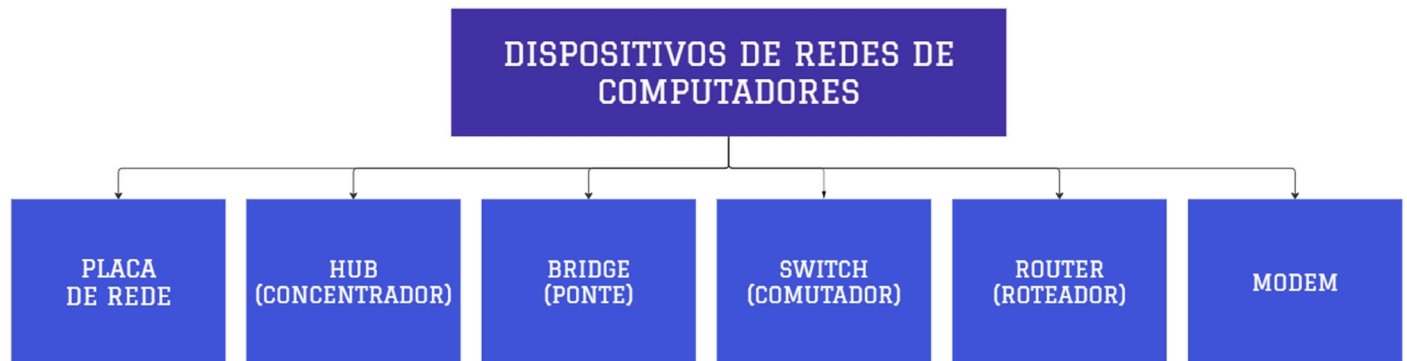 DISPOSITIVOS DE REDES DE
COMPUTADORES
PLACA
DE REDE
HUB
(CONCENTRADOR)
BRIDGE
(PONTE)
SWITCH
(COMUTADOR)
ROUTER
(ROTEADOR)
MODEM